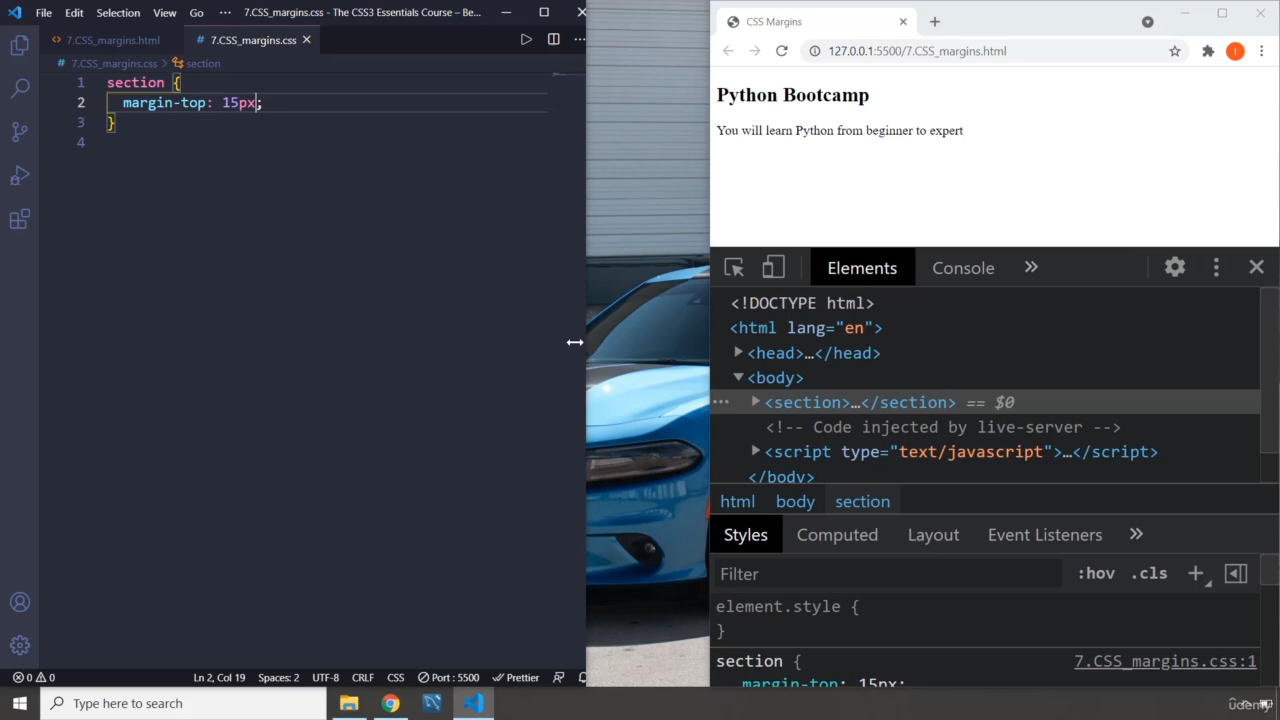 File Edit Selection View Go ··· 7.CSS_margins.css - The CSS3 Essentials Course - Be...
7.CSS_margins.html # 7.CSS_margins.css
# 7.CSS_margins.css > section
1 section {
2 margin-top: 15px;
3 }
4
0 0 Ln 2, Col 19 Spaces: 2 UTF-8 CRLF CSS Port : 5500 Prettier
Type here to search
CSS Margins
127.0.0.1:5500/7.CSS_margins.html
I
Python Bootcamp
You will learn Python from beginner to expert
Elements Console »
<!DOCTYPE html>
<html lang="en">
<head>…</head>
<body>
··· <section>…</section> == $0
<!-- Code injected by live-server -->
<script type="text/javascript">…</script>
</body>
html body section
Styles Computed Layout Event Listeners »
Filter :hov .cls +
element.style {
}
section { 7.CSS_margins.css:1
margin-top: 15px;
udemy